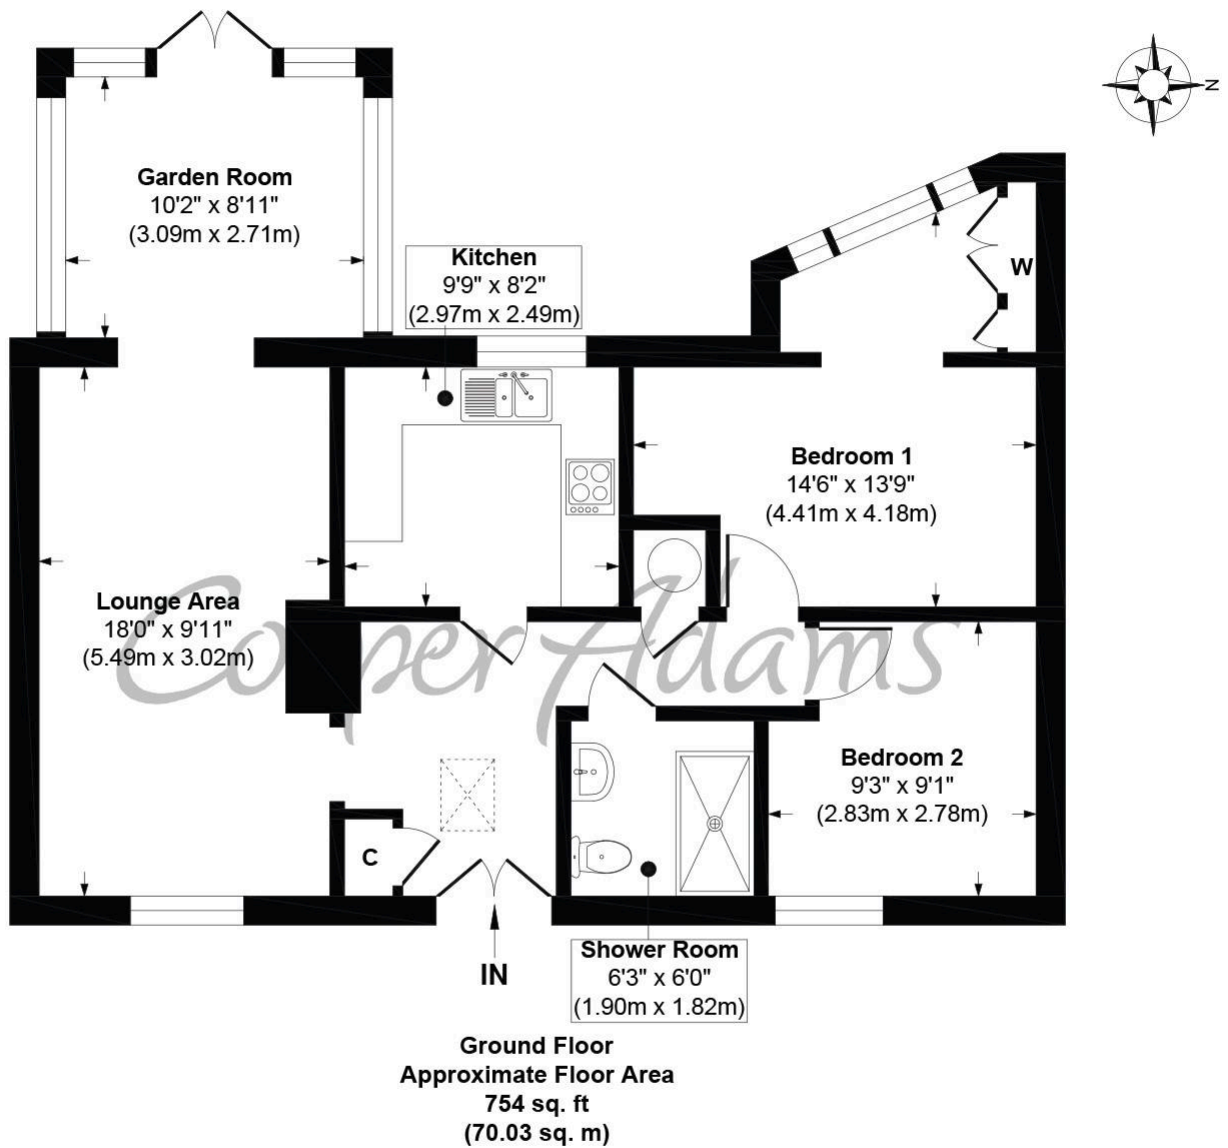 N
Garden Room
10'2" x 8'11"
(3.09m x 2.71m)
Kitchen
9'9" x 8'2"
(2.97m x 2.49m)
W
Bedroom 1
14'6" x 13'9"
(4.41m x 4.18m)
Lounge Area
18'0" x 9'11"
(5.49m x 3.02m)
Cooper Adams
Bedroom 2
9'3" x 9'1"
(2.83m x 2.78m)
C
IN
Shower Room
6'3" x 6'0"
(1.90m x 1.82m)
Ground Floor
Approximate Floor Area
754 sq. ft
(70.03 sq. m)